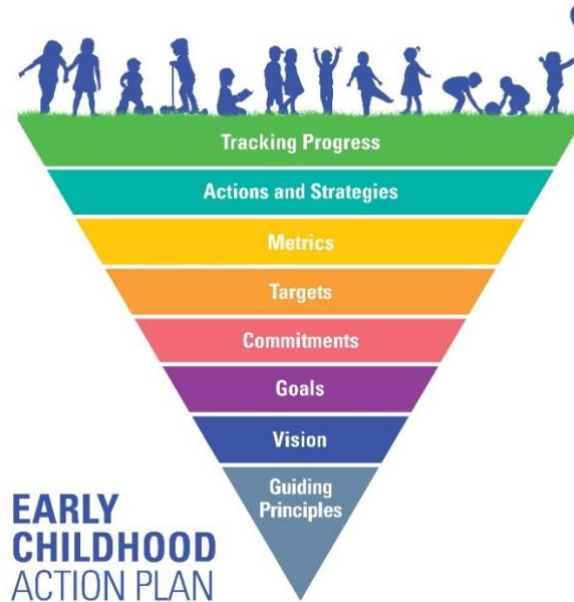 Tracking Progress
Actions and Strategies
Metrics
Targets
Commitments
Goals
Vision
Guiding
Principles
EARLY
CHILDHOOD
ACTION PLAN